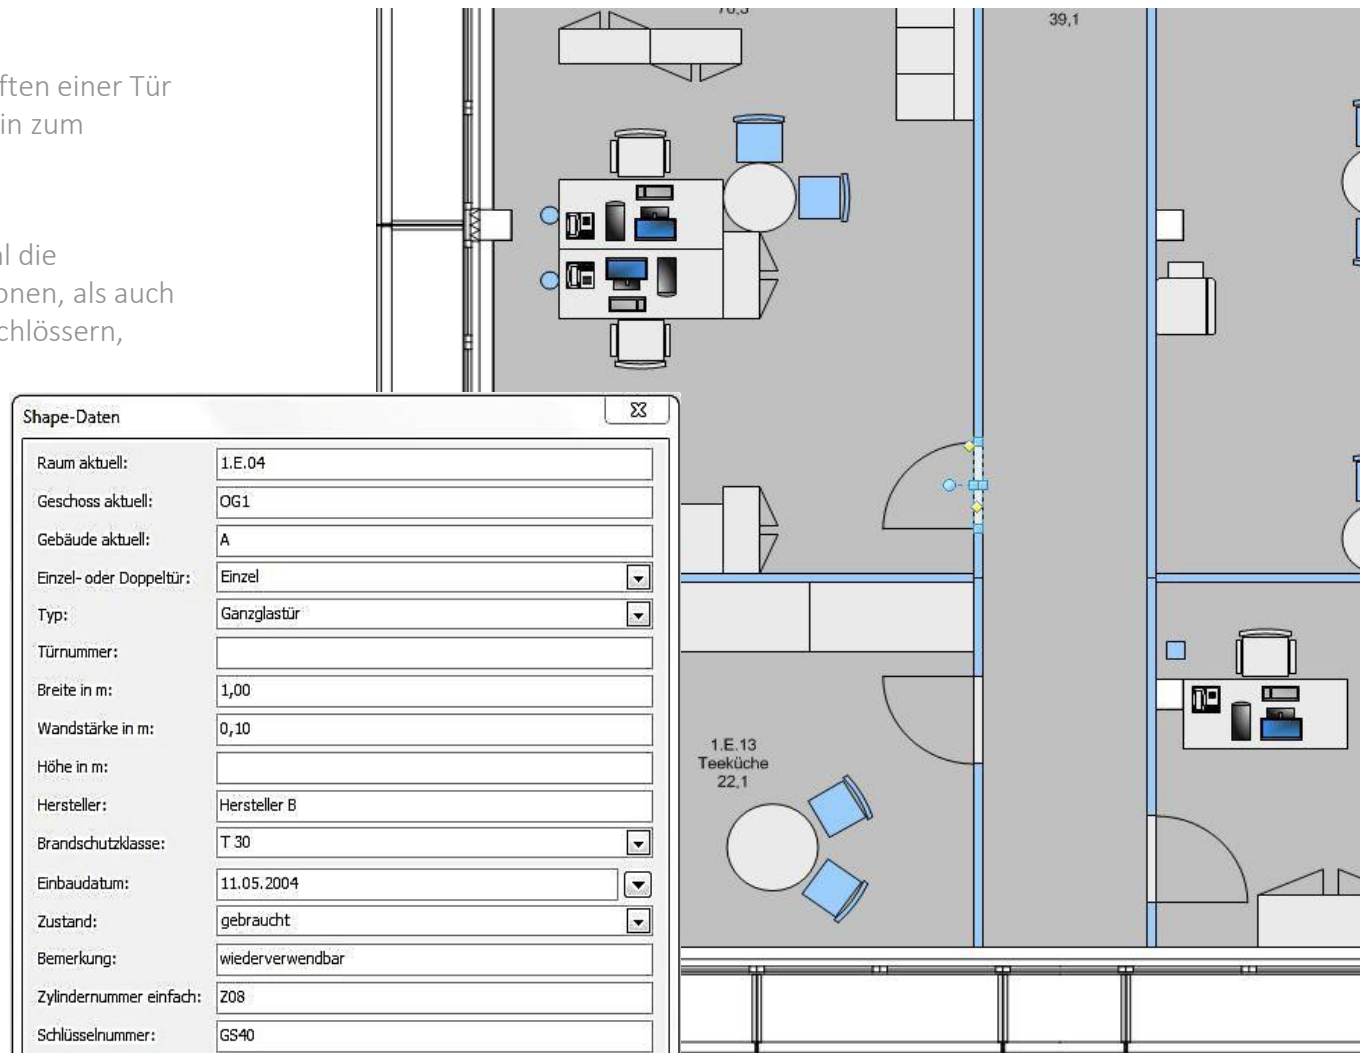 ften einer Tür
in zum
l die
onen, als auch
chlössern,
39,1
Shape-Daten
Raum aktuell: 1.E.04
Geschoss aktuell: OG1
Gebäude aktuell: A
Einzel- oder Doppeltür: Einzel
Typ: Ganzglastür
Türnummer:
Breite in m: 1,00
Wandstärke in m: 0,10
Höhe in m:
Hersteller: Hersteller B
Brandschutzklasse: T 30
Einbaudatum: 11.05.2004
Zustand: gebraucht
Bemerkung: wiederverwendbar
Zylindernummer einfach: Z08
Schlüsselnummer: GS40
1.E.13
Teeküche
22,1